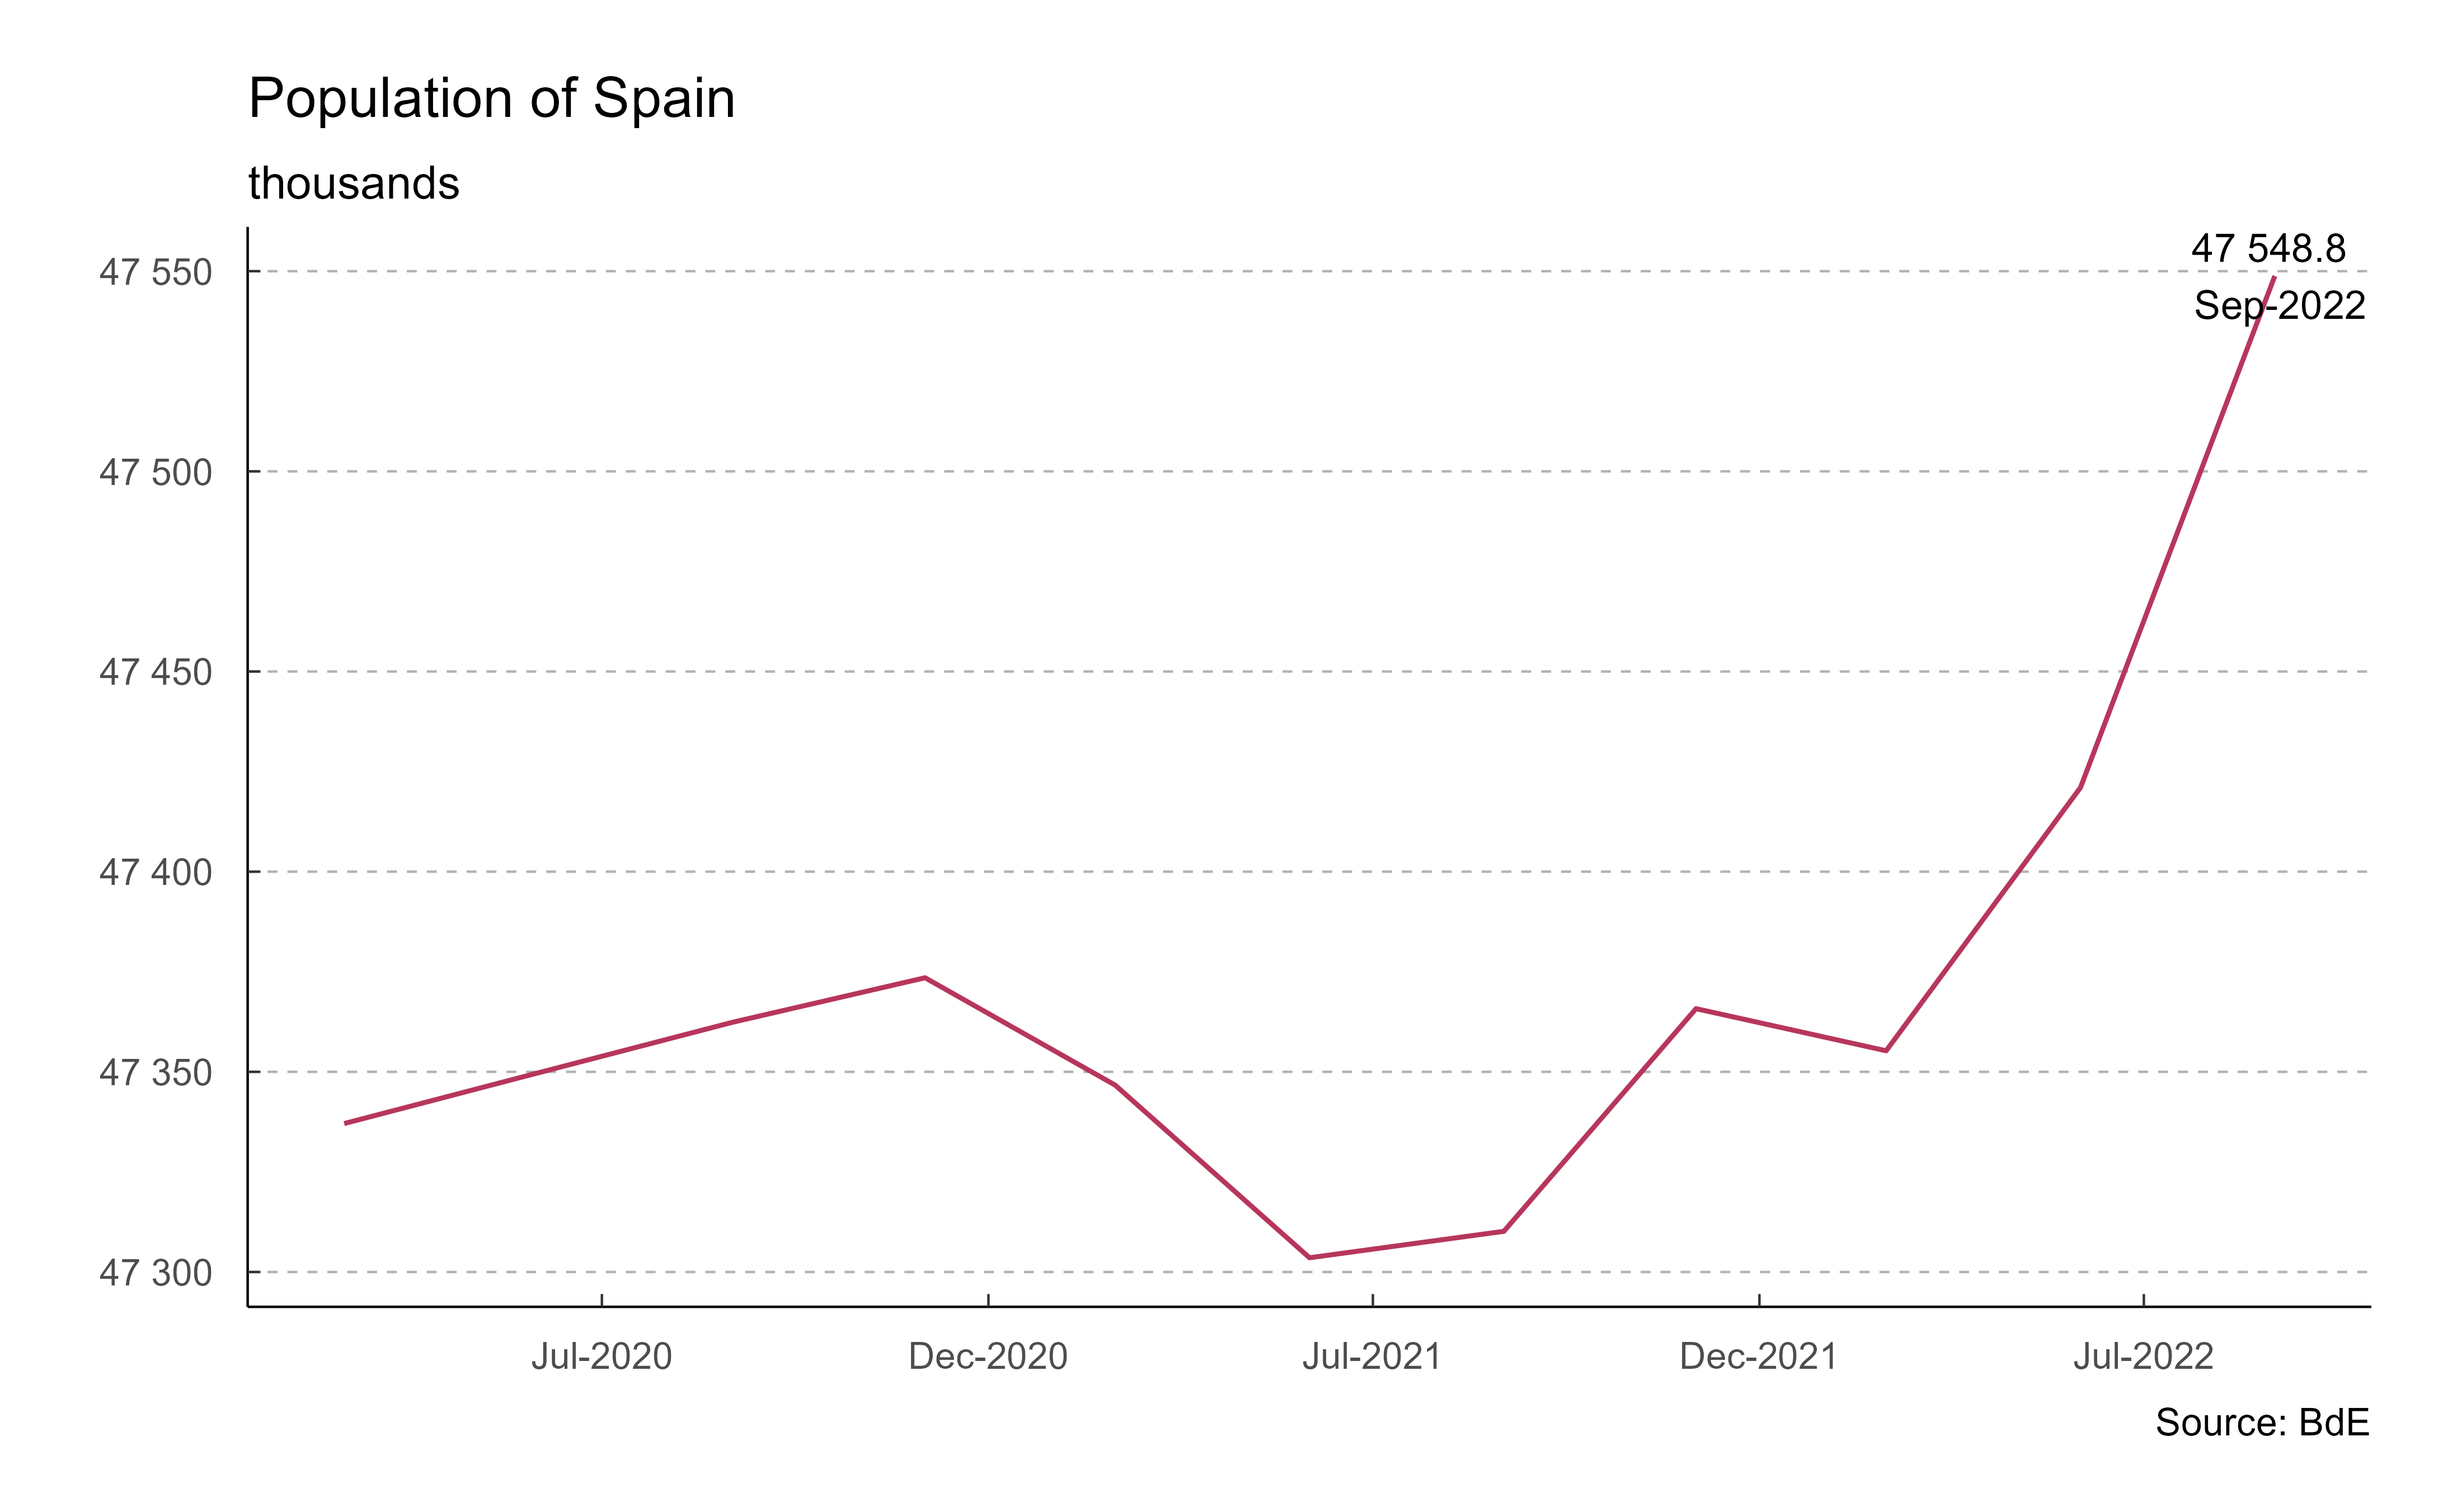 Population of Spain
thousands
47 548.8
Sep-2022
47 550
47 500
47 450
47 400
47 350
47 300
Jul-2020 Dec-2020 Jul-2021 Dec-2021 Jul-2022
Source: BdE